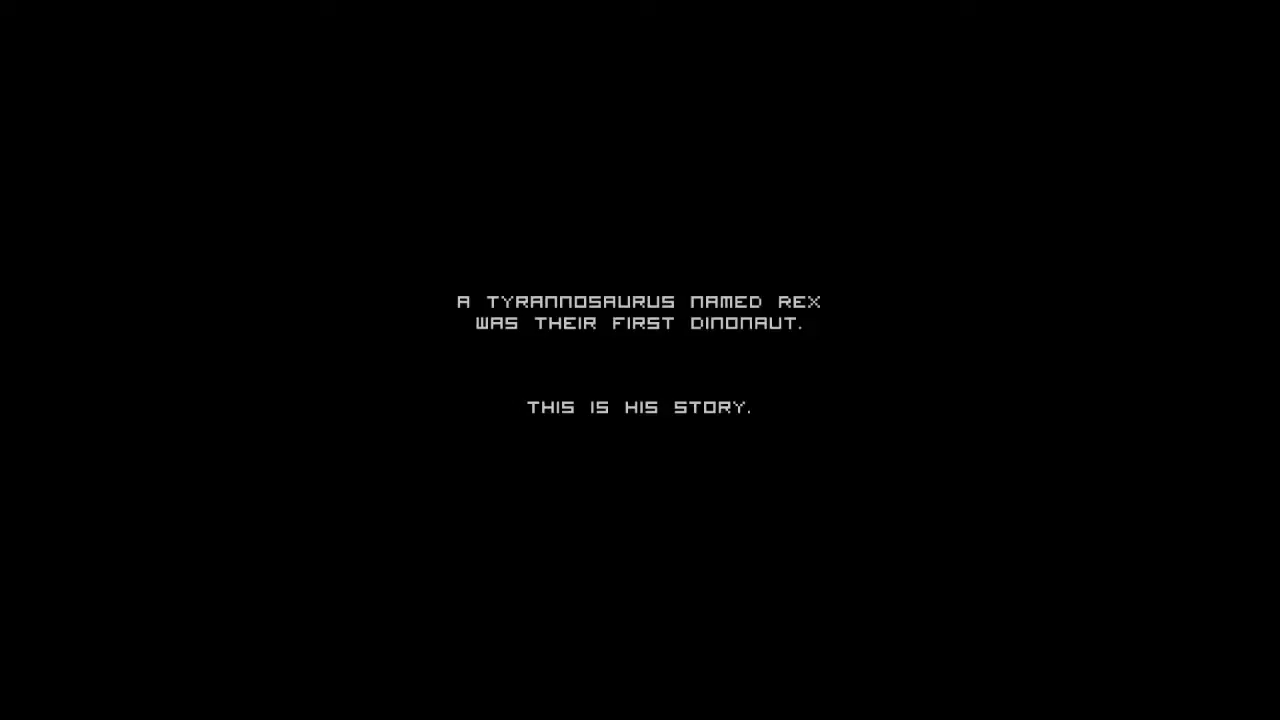 A TYRANNOSAURUS NAMED REX
WAS THEIR FIRST DINONAUT.
THIS IS HIS STORY.